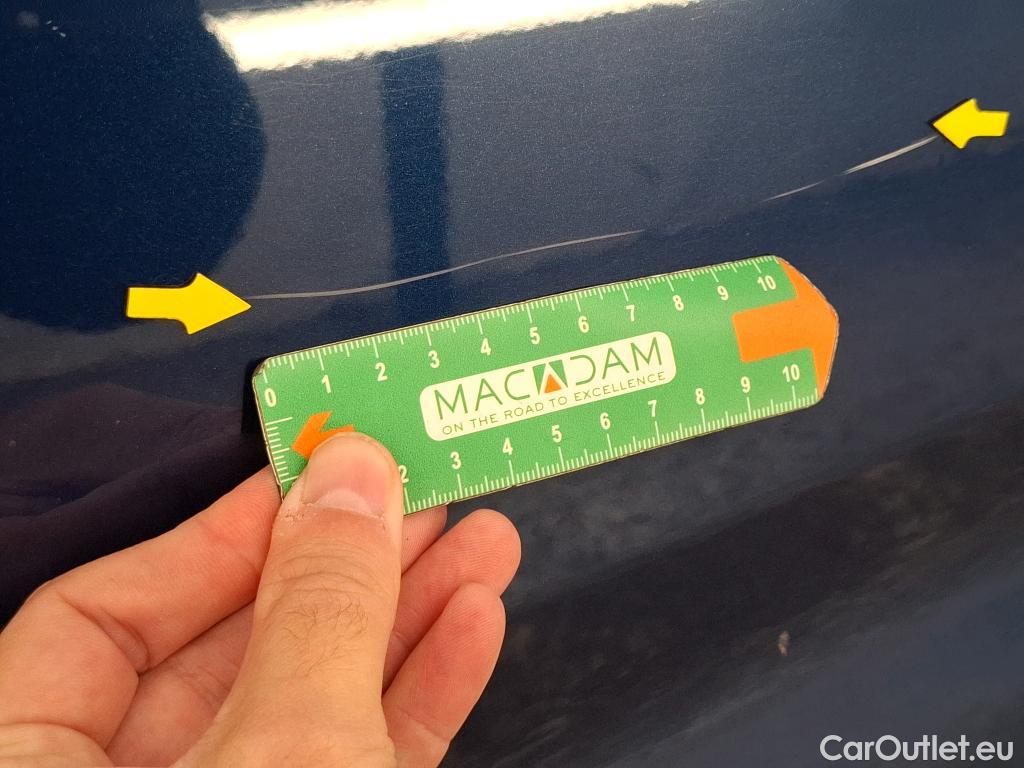 0 1 2 3 4 5 6 7 8 9 10
MACADAM
ON THE ROAD TO EXCELLENCE
2 3 4 5 6 7 8 9 10
CarOutlet.eu